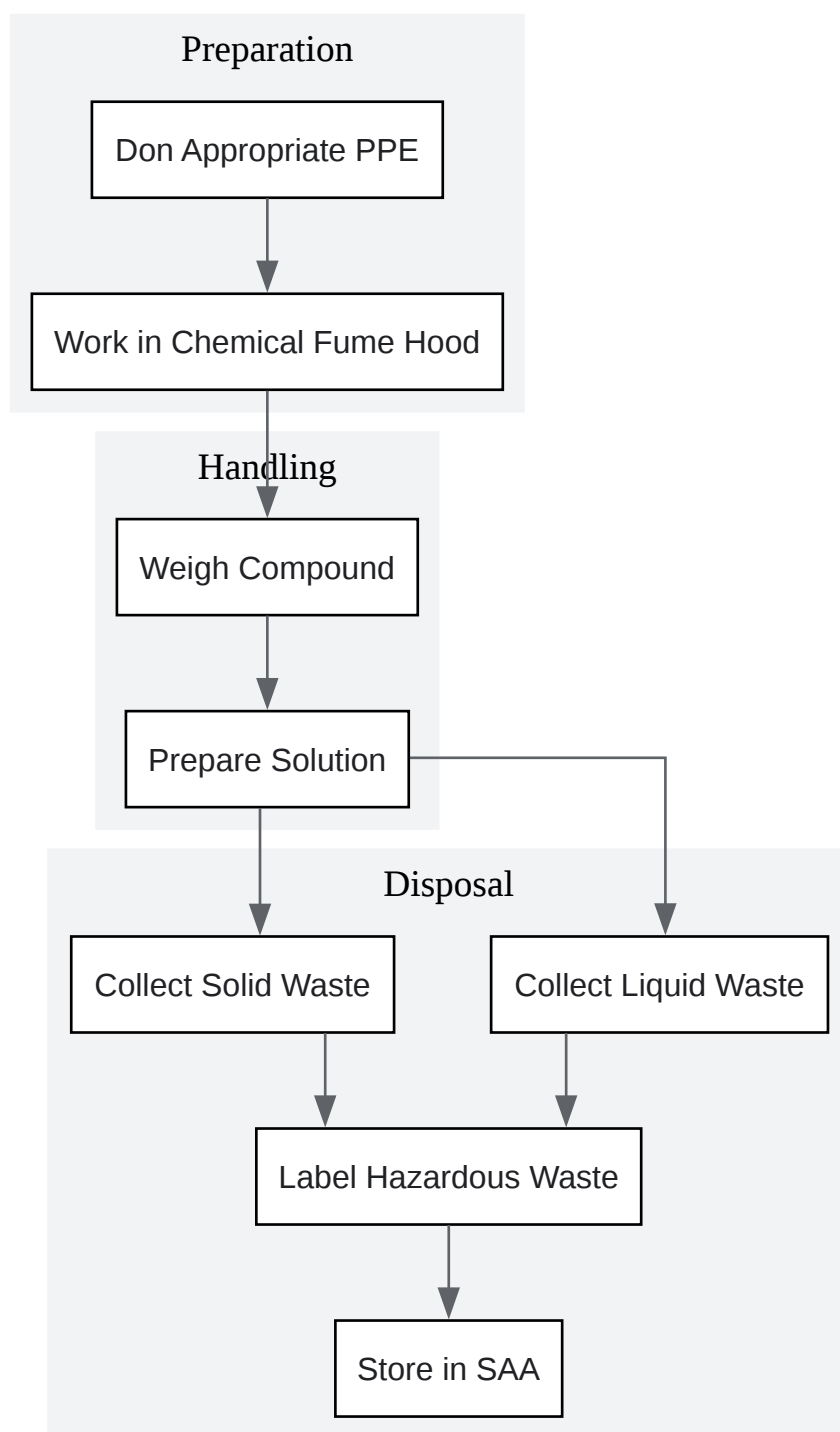 Preparation
Don Appropriate PPE
Work in Chemical Fume Hood
Handling
Weigh Compound
Prepare Solution
Disposal
Collect Solid Waste
Collect Liquid Waste
Label Hazardous Waste
Store in SAA